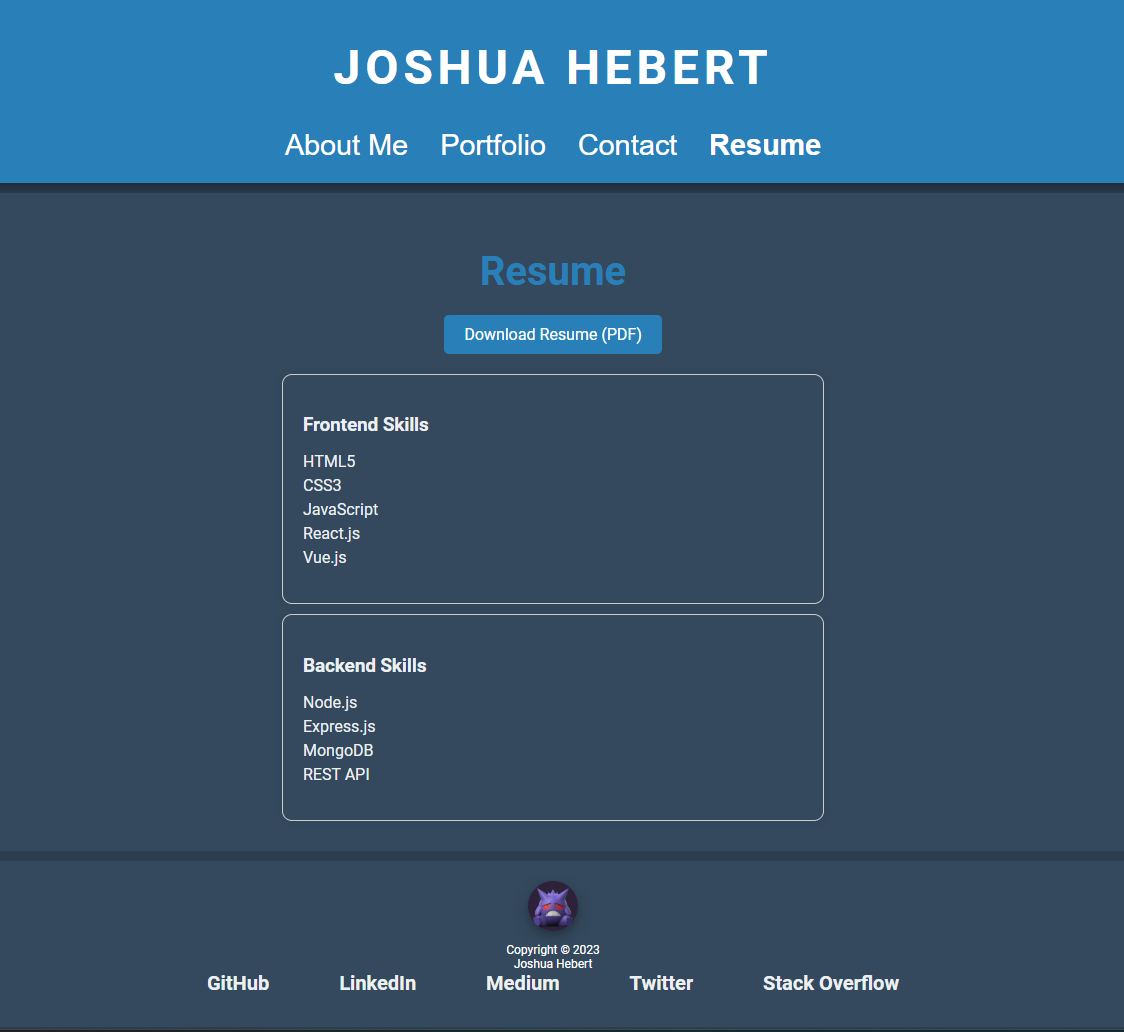 JOSHUA HEBERT
About Me Portfolio Contact Resume
Resume
Download Resume (PDF)
Frontend Skills
HTML5
CSS3
JavaScript
React.js
Vue.js
Backend Skills
Node.js
Express.js
MongoDB
REST API
Copyright © 2023
Joshua Hebert
GitHub LinkedIn Medium Twitter Stack Overflow